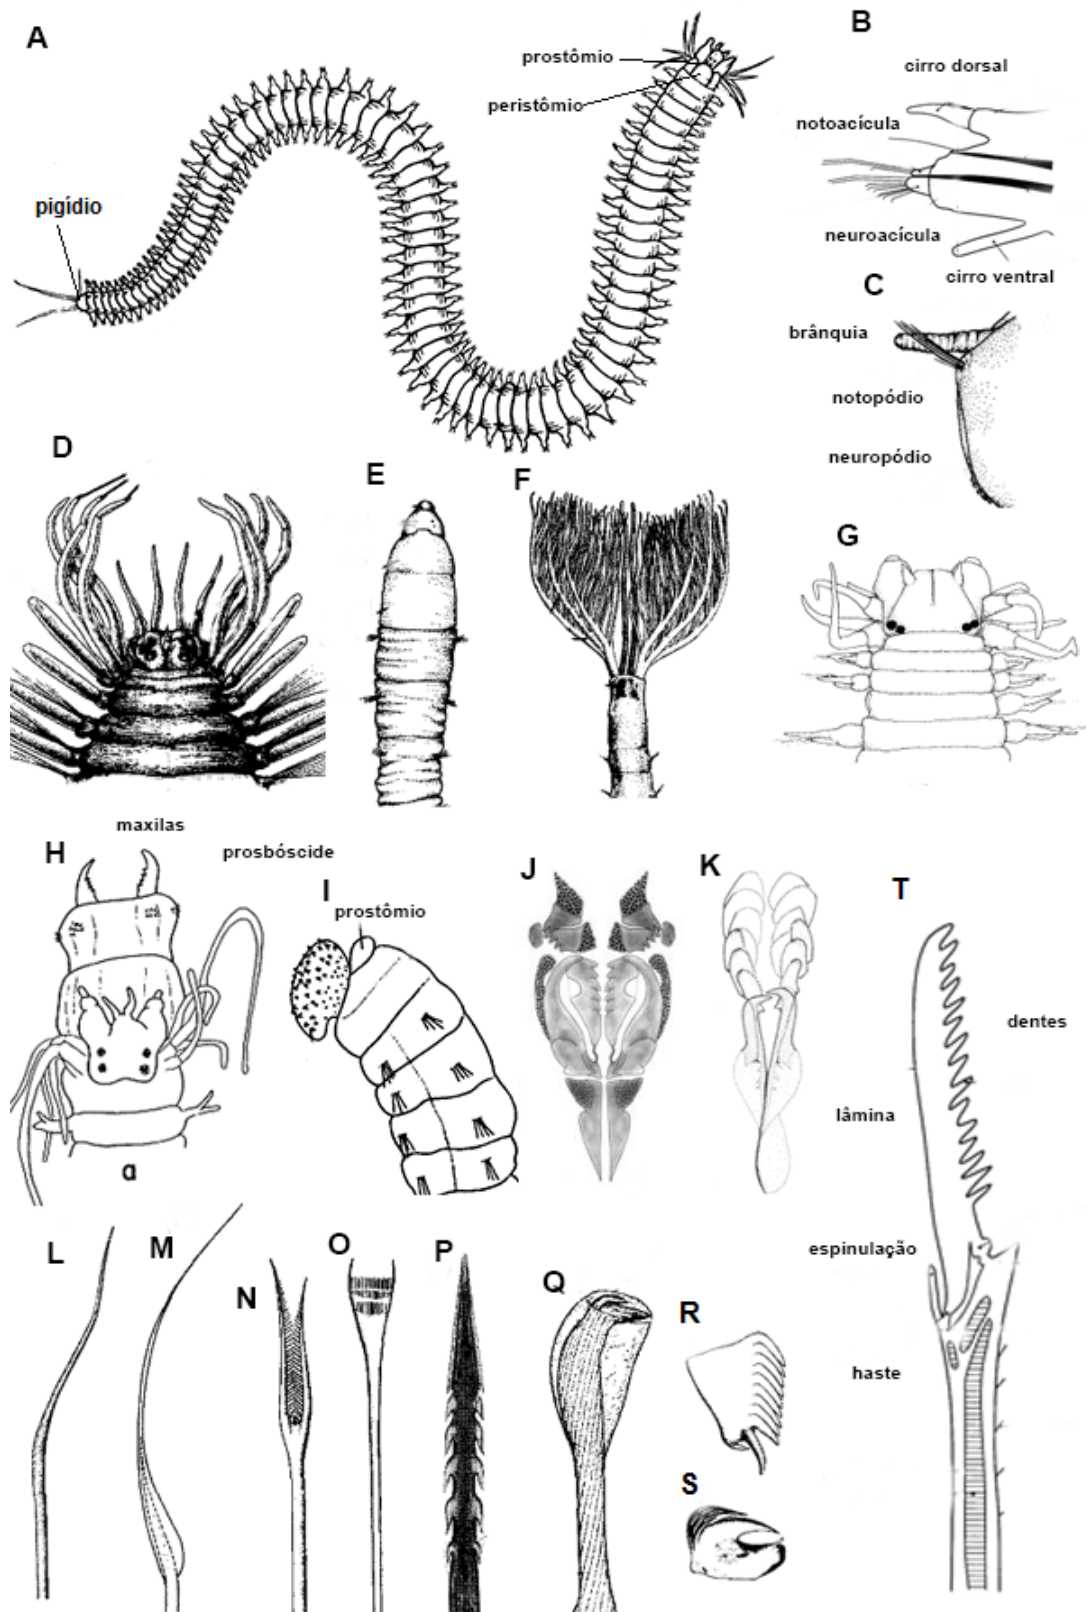 A
B
prostômio
cirro dorsal
peristômio
notoacícula
pigídio
neuroacícula
cirro ventral
C
brânquia
notopódio
neuropódio
D
E
F
G
maxilas
H
prosbóscide
I
prostômio
J
K
T
dentes
lâmina
a
espinulação
L
M
N
O
P
Q
R
haste
S